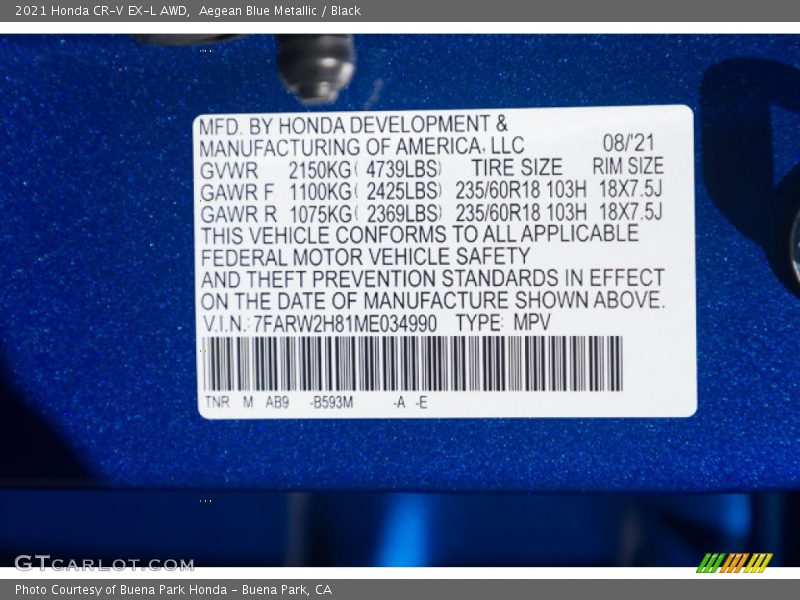 2021 Honda CR-V EX-L AWD,  Aegean Blue Metallic / Black
MFD. BY HONDA DEVELOPMENT &
MANUFACTURING OF AMERICA, LLC 08/'21
GVWR 2150KG( 4739LBS) TIRE SIZE RIM SIZE
GAWR F 1100KG( 2425LBS) 235/60R18 103H 18X7.5J
GAWR R 1075KG( 2369LBS) 235/60R18 103H 18X7.5J
THIS VEHICLE CONFORMS TO ALL APPLICABLE
FEDERAL MOTOR VEHICLE SAFETY
AND THEFT PREVENTION STANDARDS IN EFFECT
ON THE DATE OF MANUFACTURE SHOWN ABOVE.
V.I.N.: 7FARW2H81ME034990 TYPE: MPV
TNR M AB9 -B593M -A -E
GTCARLOT.COM
Photo Courtesy of Buena Park Honda - Buena Park, CA